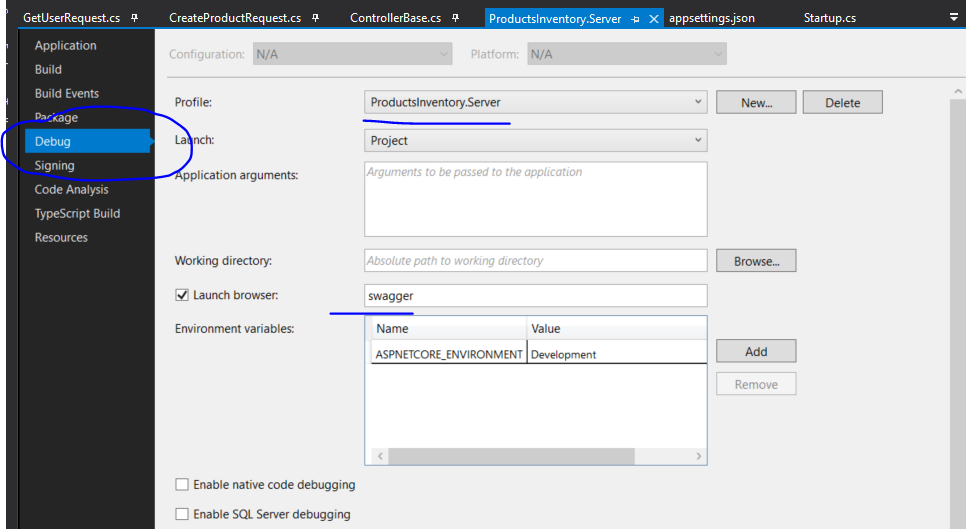 GetUserRequest.cs CreateProductRequest.cs ControllerBase.cs ProductsInventory.Server appsettings.json Startup.cs
Application
Build
Build Events
Package
Debug
Signing
Code Analysis
TypeScript Build
Resources
Configuration: N/A Platform: N/A
Profile: ProductsInventory.Server New... Delete
Launch: Project
Application arguments: Arguments to be passed to the application
Working directory: Absolute path to working directory Browse...
Launch browser: swagger
Environment variables: Name Value
ASPNETCORE_ENVIRONMENT Development Add
Remove
Enable native code debugging
Enable SQL Server debugging